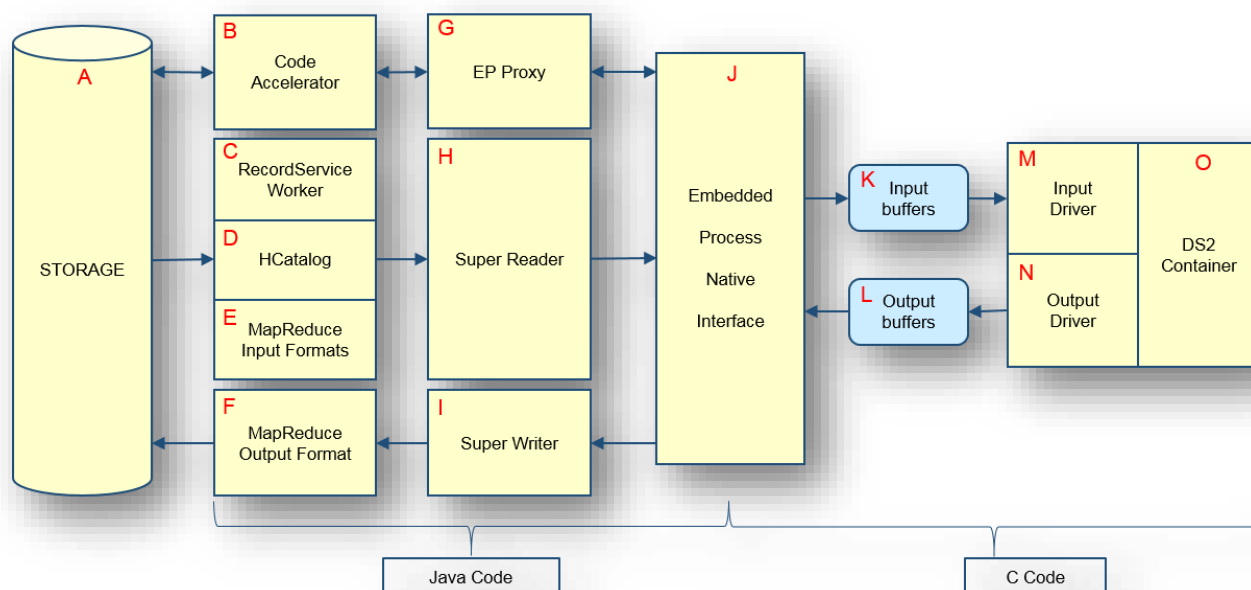 A
STORAGE
B
Code
Accelerator
G
EP Proxy
C
RecordService
Worker
D
HCatalog
E
MapReduce
Input Formats
H
Super Reader
F
MapReduce
Output Format
I
Super Writer
J
Embedded
Process
Native
Interface
K
Input
buffers
L
Output
buffers
M
Input
Driver
N
Output
Driver
O
DS2
Container
Java Code
C Code